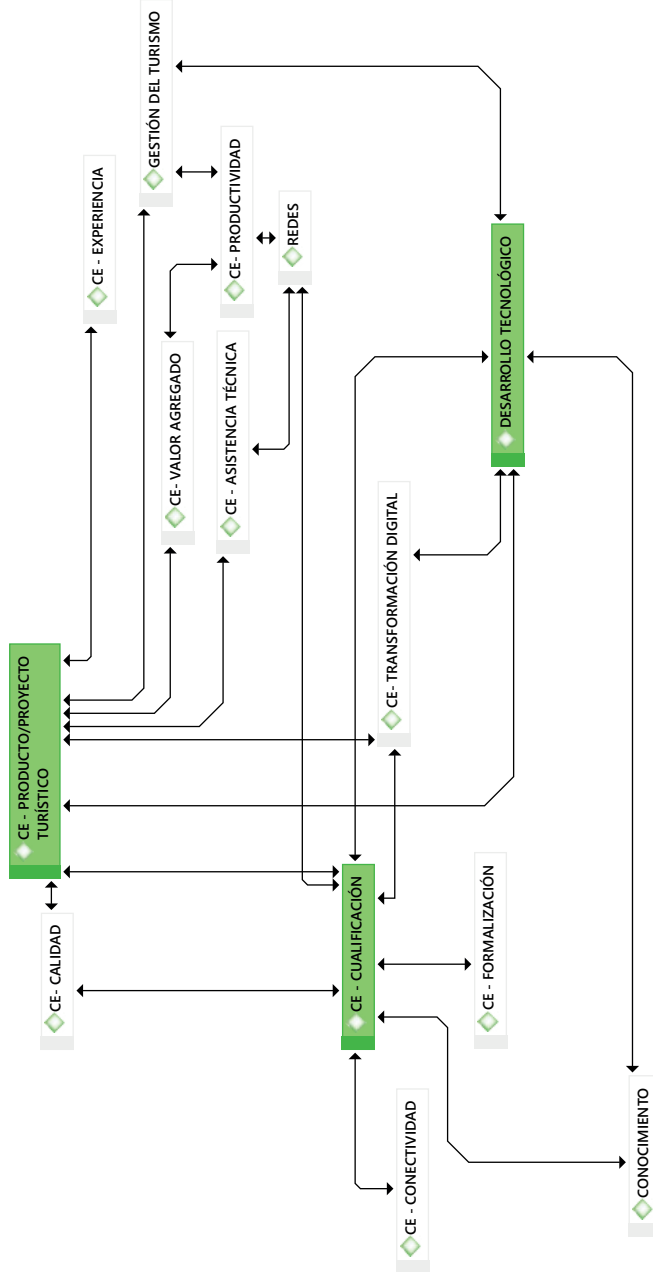 CE - PRODUCTO/PROYECTO
TURÍSTICO
CE- CALIDAD
CE - EXPERIENCIA
GESTIÓN DEL TURISMO
CE- VALOR AGREGADO
CE- PRODUCTIVIDAD
CE - ASISTENCIA TÉCNICA
REDES
CE - CUALIFICACIÓN
CE- TRANSFORMACIÓN DIGITAL
CE - CONECTIVIDAD
CE - FORMALIZACIÓN
DESARROLLO TECNOLÓGICO
CONOCIMIENTO